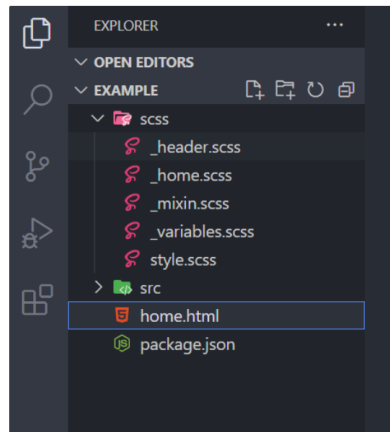 EXPLORER
OPEN EDITORS
EXAMPLE
scss
_header.scss
_home.scss
_mixin.scss
_variables.scss
style.scss
src
home.html
package.json